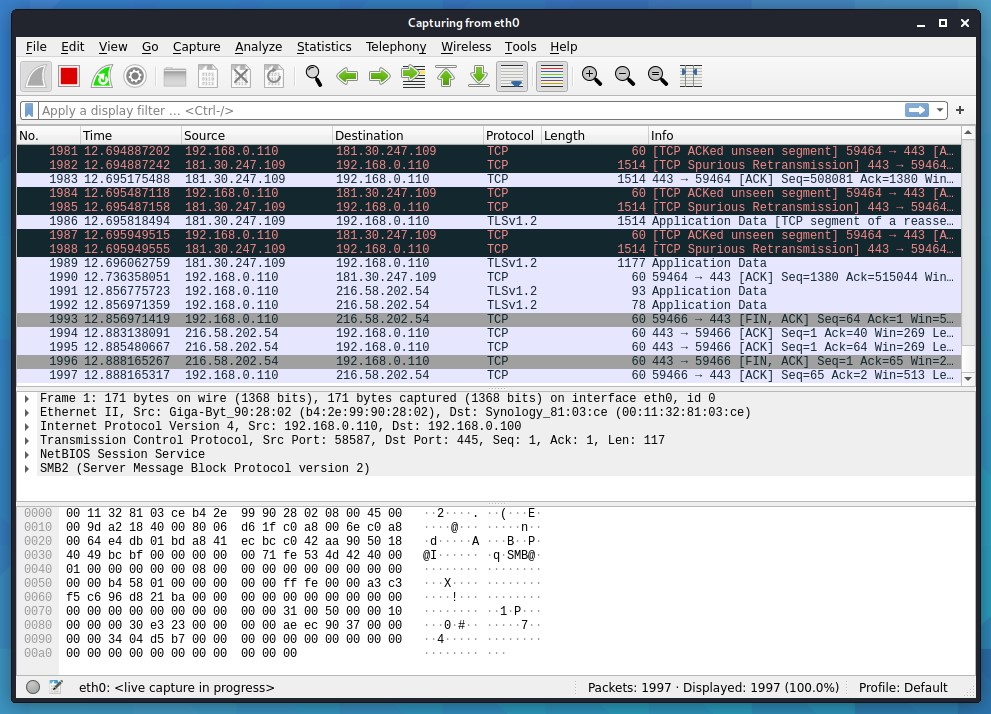 Capturing from eth0
File Edit View Go Capture Analyze Statistics Telephony Wireless Tools Help
Apply a display filter … <Ctrl-/>
No. Time Source Destination Protocol Length Info
1981 12.694887202 192.168.0.110 181.30.247.109 TCP 60 [TCP ACKed unseen segment] 59464 → 443 [A…
1982 12.694887242 181.30.247.109 192.168.0.110 TCP 1514 [TCP Spurious Retransmission] 443 → 59464…
1983 12.695175488 181.30.247.109 192.168.0.110 TCP 1514 443 → 59464 [ACK] Seq=508081 Ack=1380 Win…
1984 12.695487118 192.168.0.110 181.30.247.109 TCP 60 [TCP ACKed unseen segment] 59464 → 443 [A…
1985 12.695487158 181.30.247.109 192.168.0.110 TCP 1514 [TCP Spurious Retransmission] 443 → 59464…
1986 12.695818494 181.30.247.109 192.168.0.110 TLSv1.2 1514 Application Data [TCP segment of a reasse…
1987 12.695949515 192.168.0.110 181.30.247.109 TCP 60 [TCP ACKed unseen segment] 59464 → 443 [A…
1988 12.695949555 181.30.247.109 192.168.0.110 TCP 1514 [TCP Spurious Retransmission] 443 → 59464…
1989 12.696062759 181.30.247.109 192.168.0.110 TLSv1.2 1177 Application Data
1990 12.736358051 192.168.0.110 181.30.247.109 TCP 60 59464 → 443 [ACK] Seq=1380 Ack=515044 Win…
1991 12.856775723 192.168.0.110 216.58.202.54 TLSv1.2 93 Application Data
1992 12.856971359 192.168.0.110 216.58.202.54 TLSv1.2 78 Application Data
1993 12.856971419 192.168.0.110 216.58.202.54 TCP 60 59466 → 443 [FIN, ACK] Seq=64 Ack=1 Win=5…
1994 12.883138091 216.58.202.54 192.168.0.110 TCP 60 443 → 59466 [ACK] Seq=1 Ack=40 Win=269 Le…
1995 12.885480667 216.58.202.54 192.168.0.110 TCP 60 443 → 59466 [ACK] Seq=1 Ack=64 Win=269 Le…
1996 12.888165267 216.58.202.54 192.168.0.110 TCP 60 443 → 59466 [FIN, ACK] Seq=1 Ack=65 Win=2…
1997 12.888165317 192.168.0.110 216.58.202.54 TCP 60 59466 → 443 [ACK] Seq=65 Ack=2 Win=513 Le…
Frame 1: 171 bytes on wire (1368 bits), 171 bytes captured (1368 bits) on interface eth0, id 0
Ethernet II, Src: Giga-Byt_90:28:02 (b4:2e:99:90:28:02), Dst: Synology_81:03:ce (00:11:32:81:03:ce)
Internet Protocol Version 4, Src: 192.168.0.110, Dst: 192.168.0.100
Transmission Control Protocol, Src Port: 58587, Dst Port: 445, Seq: 1, Ack: 1, Len: 117
NetBIOS Session Service
SMB2 (Server Message Block Protocol version 2)
0000 00 11 32 81 03 ce b4 2e 99 90 28 02 08 00 45 00 ··2····. ··(···E·
0010 00 9d a2 18 40 00 80 06 d6 1f c0 a8 00 6e c0 a8 ····@··· ·····n··
0020 00 64 e4 db 01 bd a8 41 ec bc c0 42 aa 90 50 18 ·d·····A ···B··P·
0030 40 49 bc bf 00 00 00 00 00 71 fe 53 4d 42 40 00 @I······ ·q·SMB@·
0040 01 00 00 00 00 00 08 00 00 00 00 00 00 00 00 00 ········ ········
0050 00 00 b4 58 01 00 00 00 00 00 ff fe 00 00 a3 c3 ···X···· ········
0060 f5 c6 96 d8 21 ba 00 00 00 00 00 00 00 00 00 00 ····!··· ········
0070 00 00 00 00 00 00 00 00 00 00 31 00 50 00 00 10 ········ ··1·P···
0080 00 00 00 30 e3 23 00 00 00 00 ae ec 90 37 00 00 ···0·#·· ·····7··
0090 00 00 34 04 d5 b7 00 00 00 00 00 00 00 00 00 00 ··4····· ········
00a0 00 00 00 00 00 00 00 00 00 00 00 ········ ···
eth0: <live capture in progress> Packets: 1997 · Displayed: 1997 (100.0%) Profile: Default